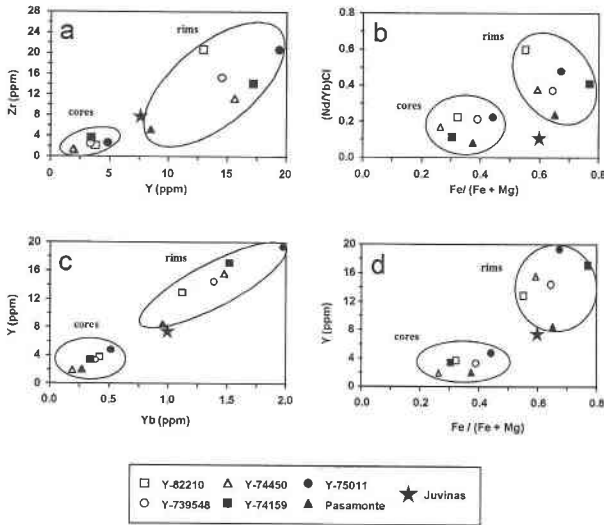 a
rims
cores
Zr (ppm)
28
24
20
16
12
8
4
0
0 5 10 15 20
Y (ppm)
b
rims
cores
(Nd/Yb)Cl
0.8
0.6
0.4
0.2
0.0
0.0 0.2 0.4 0.6 0.8
Fe/ (Fe + Mg)
c
rims
cores
Y (ppm)
20
16
12
8
4
0
0.0 0.5 1.0 1.5 2.0
Yb (ppm)
d
rims
cores
Y (ppm)
20
16
12
8
4
0
0.0 0.2 0.4 0.6 0.8
Fe / (Fe + Mg)
Y-82210 Y-74450 Y-75011 Juvinas
Y-739548 Y-74159 Pasamonte